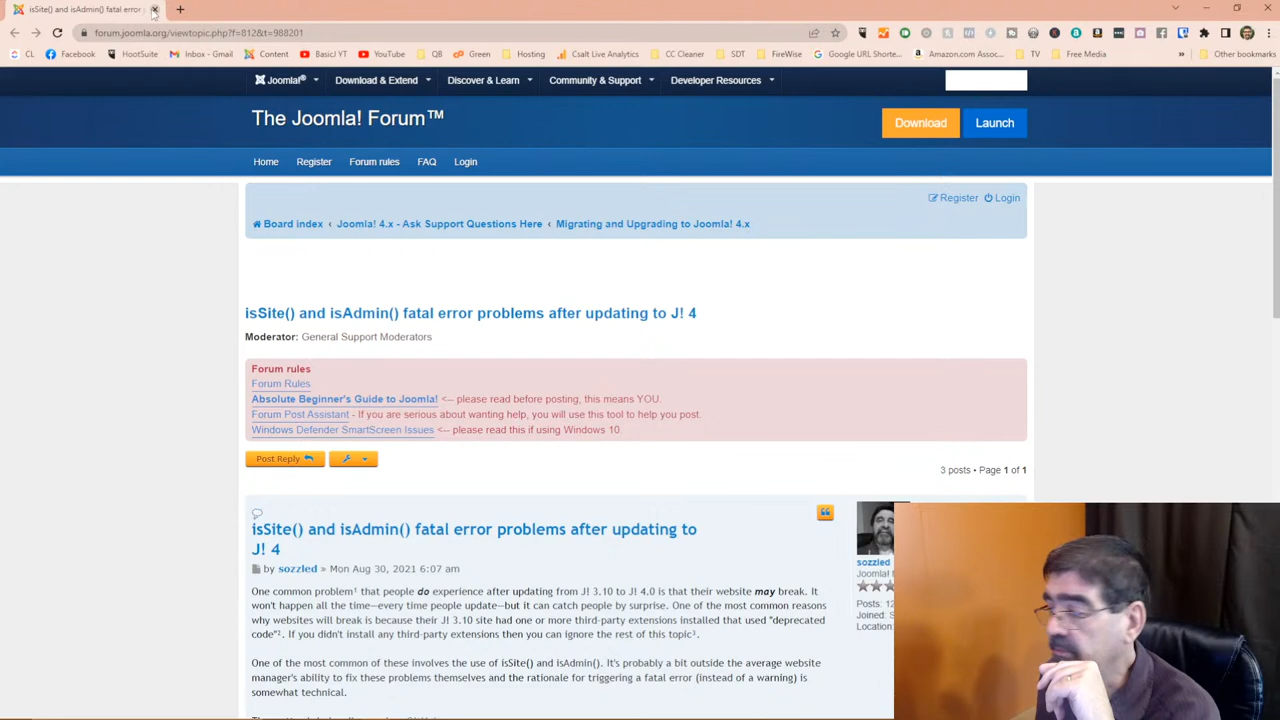 isSite() and isAdmin() fatal error
forum.joomla.org/viewtopic.php?f=812&t=988201
CL Facebook HootSuite Inbox - Gmail Content BasicJ YT YouTube QB Green Hosting Csalt Live Analytics CC Cleaner SDT FireWise Google URL Shorte... Amazon.com Assoc... TV Free Media » Other bookmarks
Joomla!® Download & Extend Discover & Learn Community & Support Developer Resources
The Joomla! Forum™
Download Launch
Home Register Forum rules FAQ Login
Register Login
Board index ‹ Joomla! 4.x - Ask Support Questions Here ‹ Migrating and Upgrading to Joomla! 4.x
isSite() and isAdmin() fatal error problems after updating to J! 4
Moderator: General Support Moderators
Forum rules
Forum Rules
Absolute Beginner's Guide to Joomla! <-- please read before posting, this means YOU.
Forum Post Assistant - If you are serious about wanting help, you will use this tool to help you post.
Windows Defender SmartScreen Issues <-- please read this if using Windows 10.
Post Reply
3 posts • Page 1 of 1
isSite() and isAdmin() fatal error problems after updating to
J! 4
by sozzled » Mon Aug 30, 2021 6:07 am
sozzled
Joomla!
Posts: 12
Joined: S
Location:
One common problem¹ that people do experience after updating from J! 3.10 to J! 4.0 is that their website may break. It
won't happen all the time—every time people update—but it can catch people by surprise. One of the most common reasons
why websites will break is because their J! 3.10 site had one or more third-party extensions installed that used "deprecated
code"². If you didn't install any third-party extensions then you can ignore the rest of this topic³.
One of the most common of these involves the use of isSite() and isAdmin(). It's probably a bit outside the average website
manager's ability to fix these problems themselves and the rationale for triggering a fatal error (instead of a warning) is
somewhat technical.